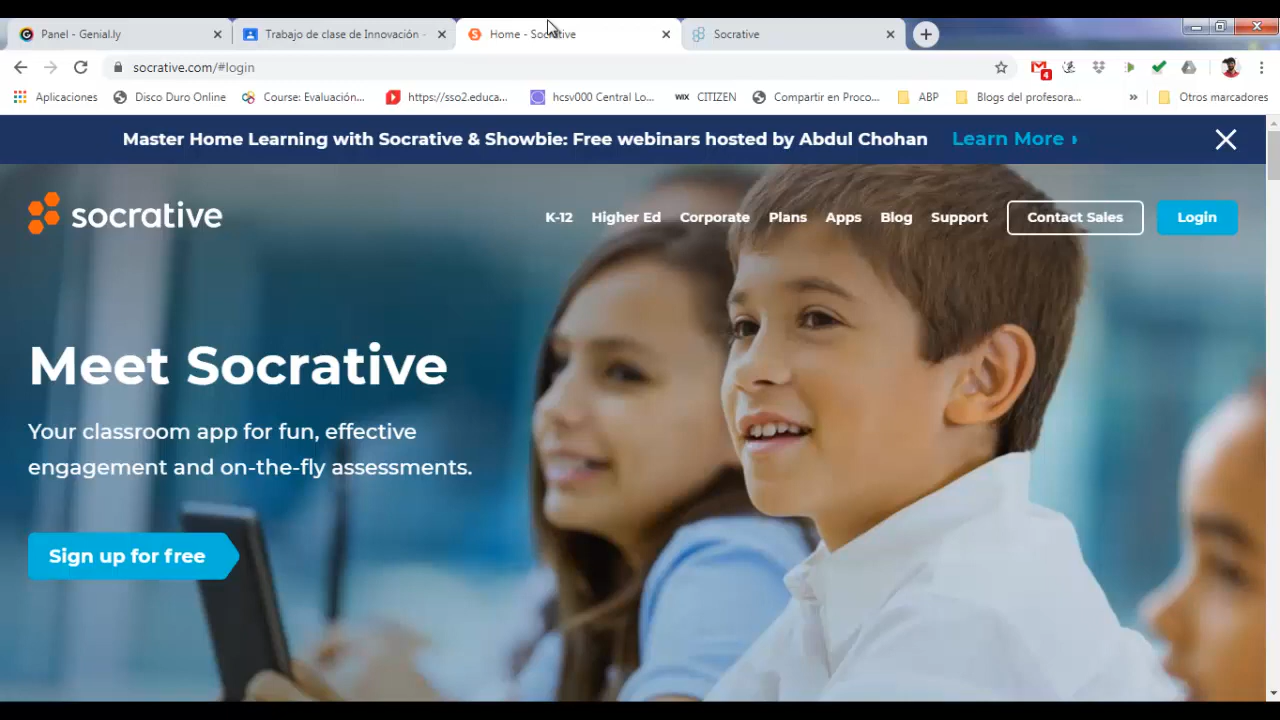 Panel - Genial.ly
Trabajo de clase de Innovación -
Home - Socrative
Socrative
socrative.com/#login
4
Aplicaciones
Disco Duro Online
Course: Evaluación...
https://sso2.educa...
hcsv000 Central Lo...
WIX CITIZEN
Compartir en Proco...
ABP
Blogs del profesora...
»
Otros marcadores
Master Home Learning with Socrative & Showbie: Free webinars hosted by Abdul Chohan Learn More ›
socrative
K-12 Higher Ed Corporate Plans Apps Blog Support Contact Sales Login
Meet Socrative
Your classroom app for fun, effective
engagement and on-the-fly assessments.
Sign up for free